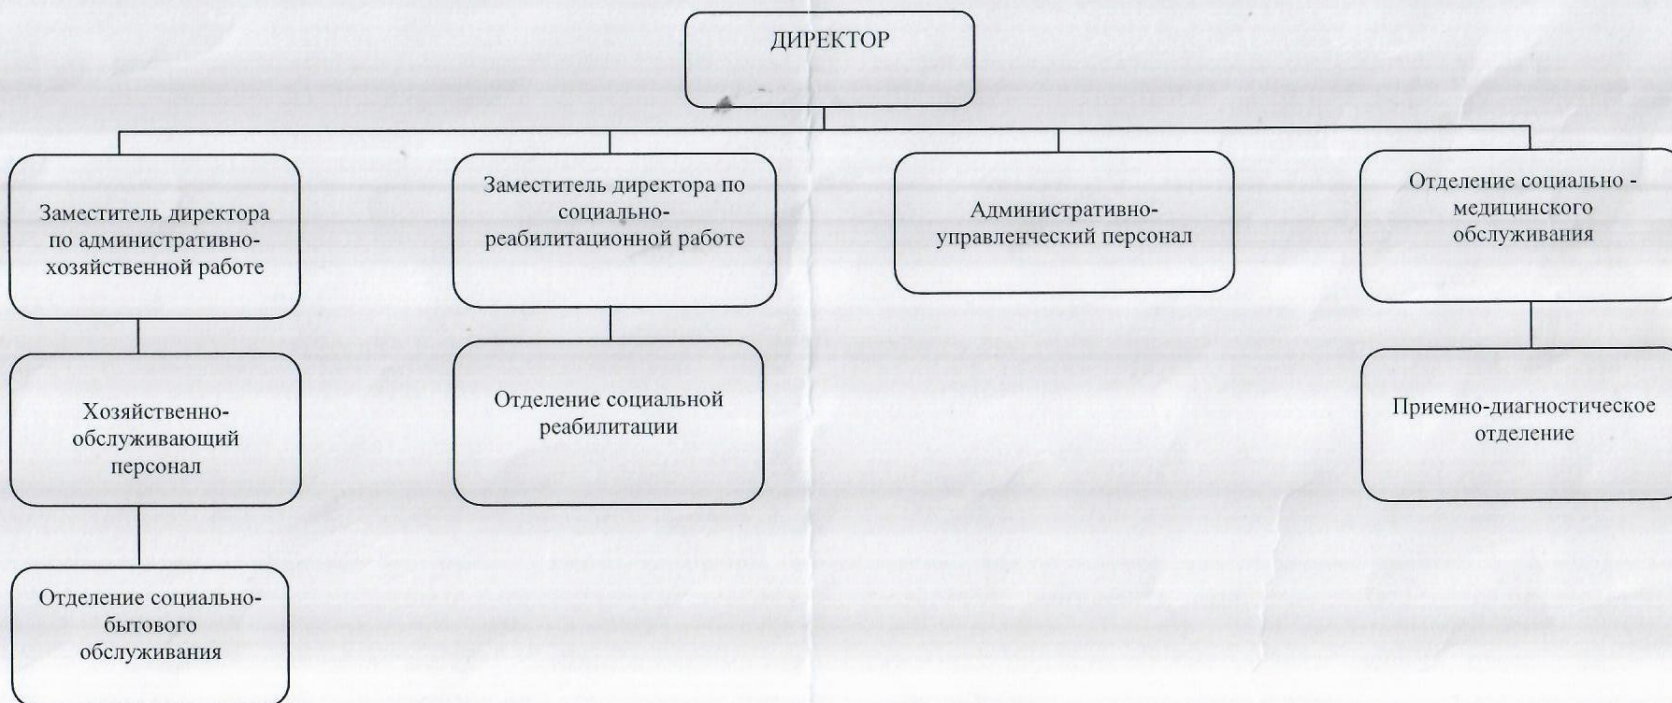 ДИРЕКТОР
Заместитель директора
по административно-
хозяйственной работе
Заместитель директора по
социально-
реабилитационной работе
Административно-
управленческий персонал
Отделение социально -
медицинского
обслуживания
Хозяйственно-
обслуживающий
персонал
Отделение социальной
реабилитации
Приемно-диагностическое
отделение
Отделение социально-
бытового
обслуживания